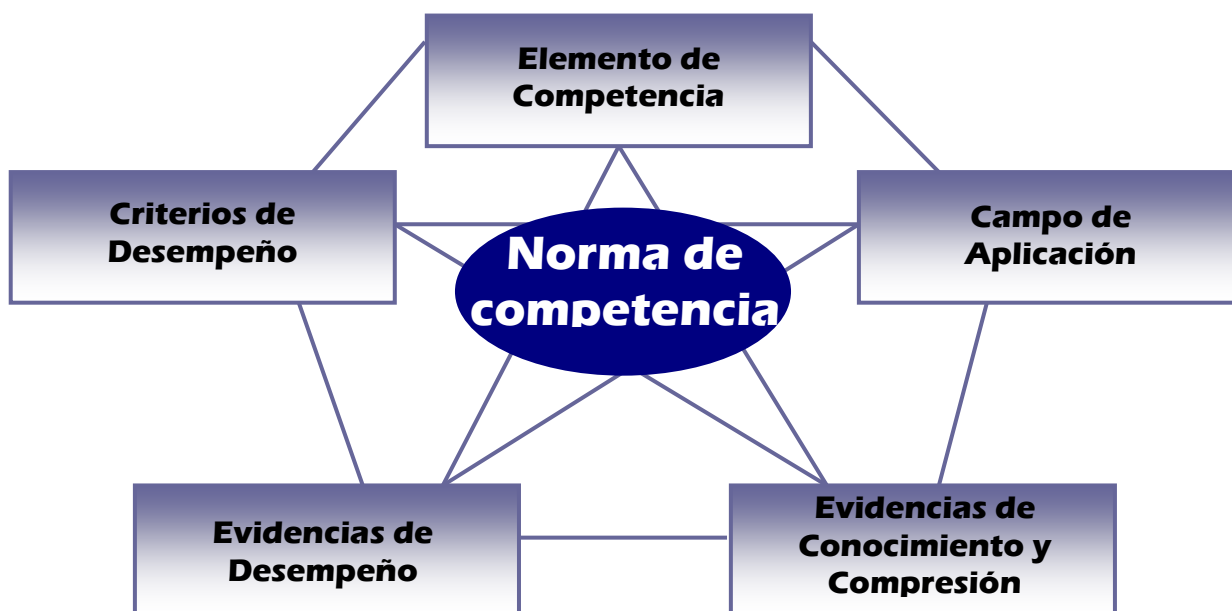 Elemento de
Competencia
Criterios de
Desempeño
Campo de
Aplicación
Norma de
competencia
Evidencias de
Desempeño
Evidencias de
Conocimiento y
Compresión